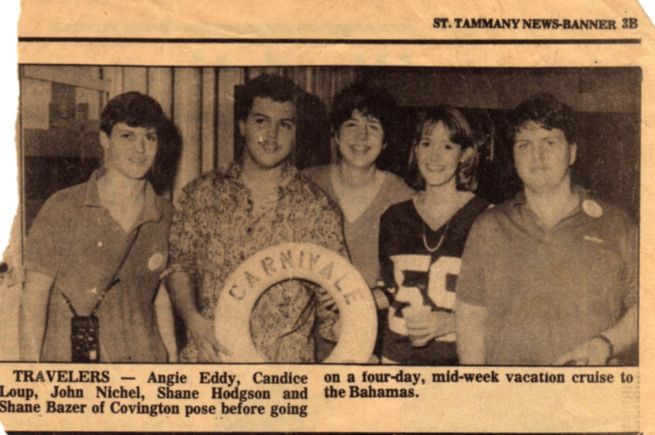 ST. TAMMANY NEWS-BANNER 3B
CARNIVALE
59
TRAVELERS — Angie Eddy, Candice
Loup, John Nichel, Shane Hodgson and
Shane Bazer of Covington pose before going
on a four-day, mid-week vacation cruise to
the Bahamas.